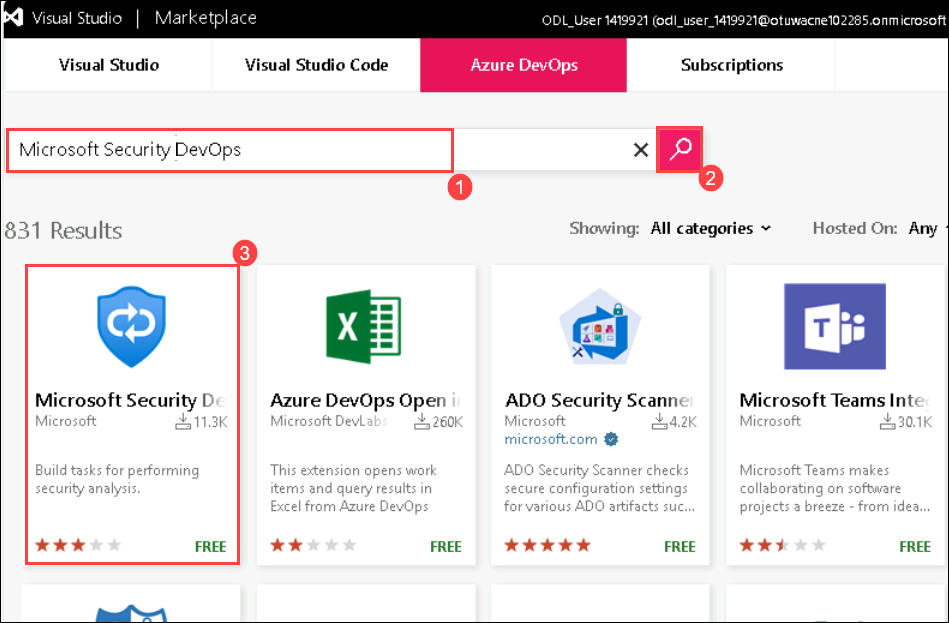 Visual Studio | Marketplace
ODL_User 1419921 (odl_user_1419921@otuwacne102285.onmicrosoft
Visual Studio
Visual Studio Code
Azure DevOps
Subscriptions
Microsoft Security DevOps
1
2
831 Results
Showing: All categories
Hosted On: Any
3
Microsoft Security De
Microsoft
11.3K
Build tasks for performing
security analysis.
FREE
X
Azure DevOps Open i
Microsoft DevLabs
260K
This extension opens work
items and query results in
Excel from Azure DevOps
FREE
ADO Security Scanner
Microsoft
4.2K
microsoft.com
ADO Security Scanner checks
secure configuration settings
for various ADO artifacts suc...
FREE
T
Microsoft Teams Integ
Microsoft
30.1K
Microsoft Teams makes
collaborating on software
projects a breeze - from idea...
FREE